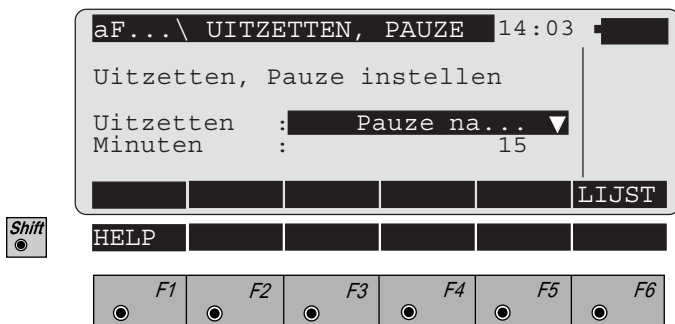 aF...\ UITZETTEN, PAUZE 14:03
Uitzetten, Pauze instellen
Uitzetten : Pauze na... ▼
Minuten : 15
LIJST
Shift
HELP
F1 F2 F3 F4 F5 F6